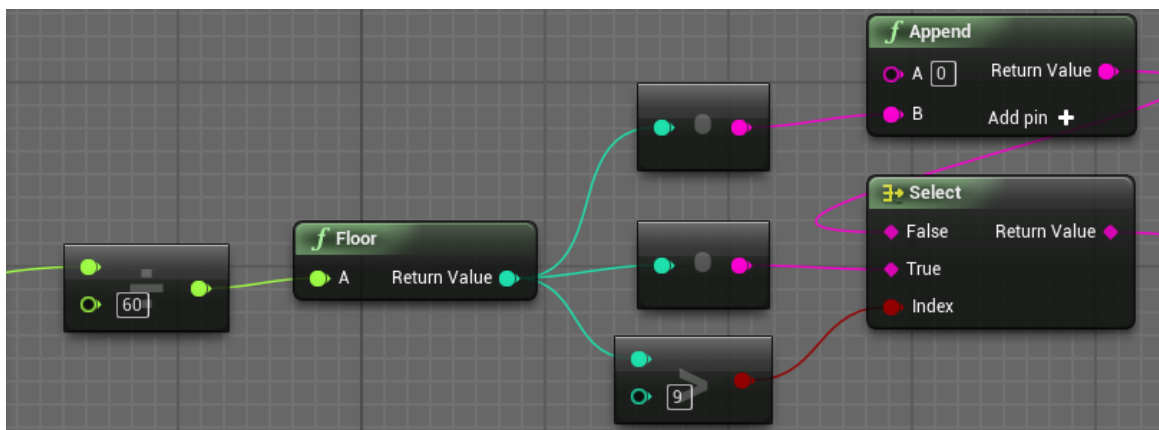 f Append
A 0 Return Value
B Add pin +
Select
False Return Value
True
Index
f Floor
A Return Value
÷
60
>
9